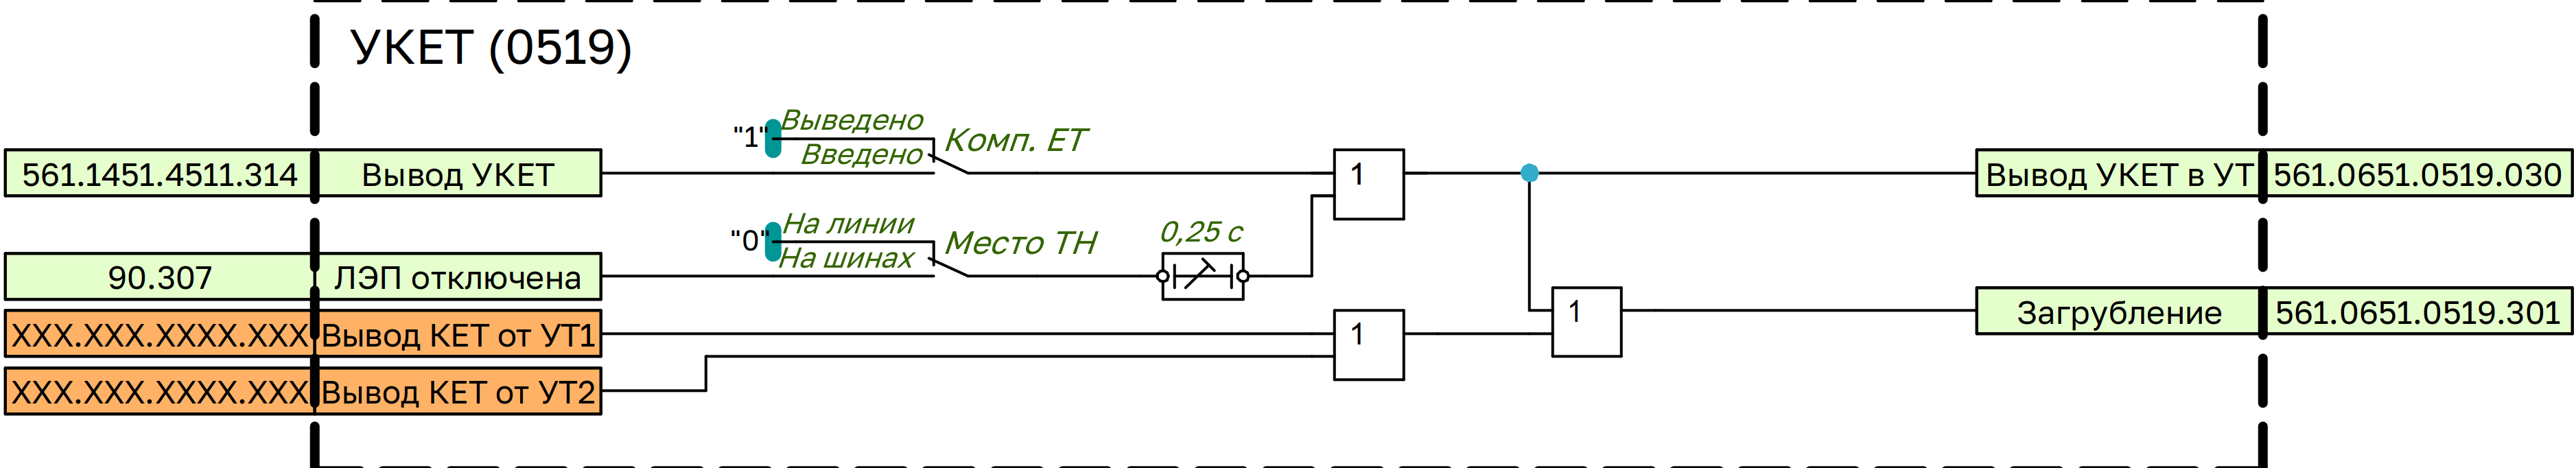 УКЕТ (0519)
"1" Выведено
Введено
Комп. ЕТ
561.1451.4511.314 Вывод УКЕТ
1
Вывод УКЕТ в УТ 561.0651.0519.030
"0" На линии
На шинах
Место ТН
0,25 с
90.307 ЛЭП отключена
1
Загрубление 561.0651.0519.301
XXX.XXX.XXXX.XXX Вывод КЕТ от УТ1
1
XXX.XXX.XXXX.XXX Вывод КЕТ от УТ2